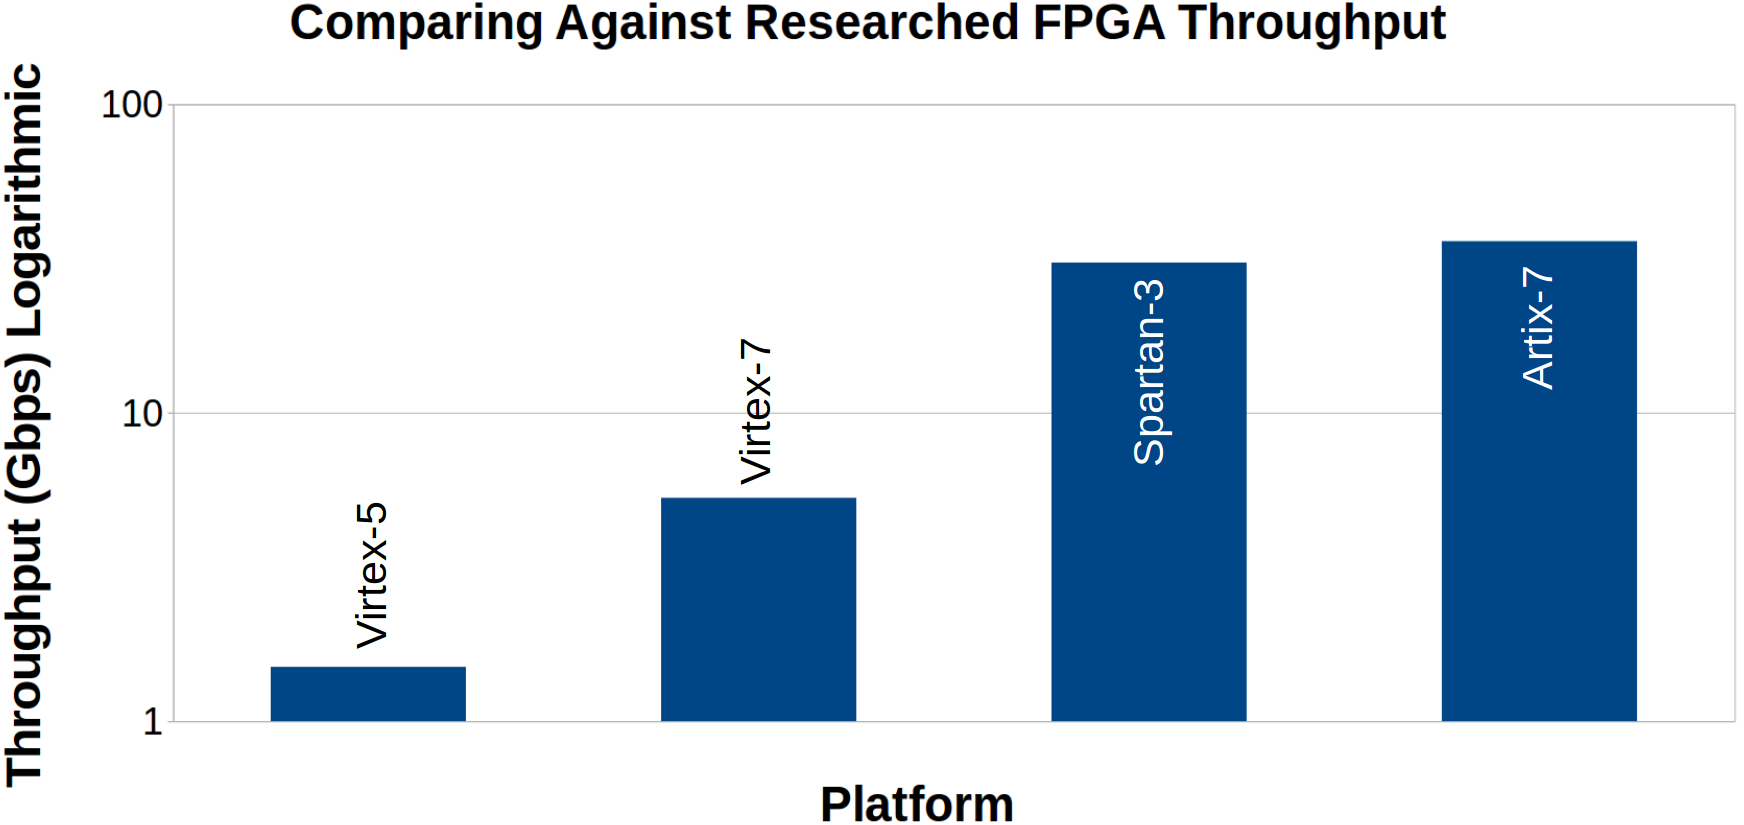 Comparing Against Researched FPGA Throughput
Throughput (Gbps) Logarithmic
100
10
1
Virtex-5
Virtex-7
Spartan-3
Artix-7
Platform